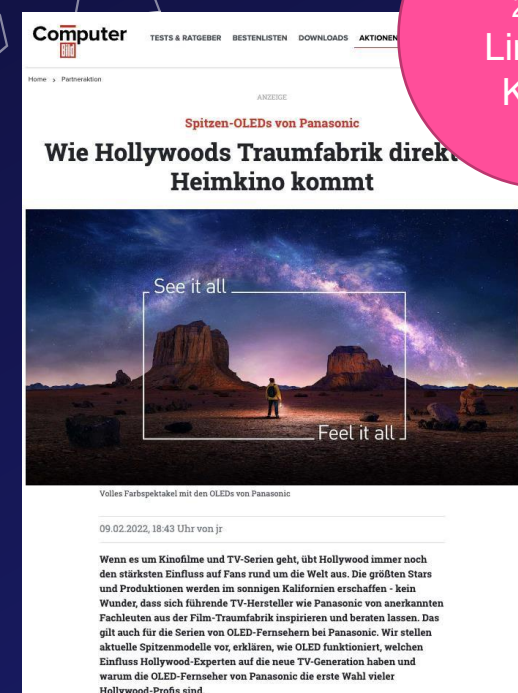 Computer
Bild
TESTS & RATGEBER BESTENLISTEN DOWNLOADS AKTIONEN
Home > Partneraktion
ANZEIGE
Spitzen-OLEDs von Panasonic
Wie Hollywoods Traumfabrik direkt
Heimkino kommt
See it all
Feel it all
Volles Farbspektakel mit den OLEDs von Panasonic
09.02.2022, 18:43 Uhr von jr
Wenn es um Kinofilme und TV-Serien geht, übt Hollywood immer noch
den stärksten Einfluss auf Fans rund um die Welt aus. Die größten Stars
und Produktionen werden im sonnigen Kalifornien erschaffen - kein
Wunder, dass sich führende TV-Hersteller wie Panasonic von anerkannten
Fachleuten aus der Film-Traumfabrik inspirieren und beraten lassen. Das
gilt auch für die Serien von OLED-Fernsehern bei Panasonic. Wir stellen
aktuelle Spitzenmodelle vor, erklären, wie OLED funktioniert, welchen
Einfluss Hollywood-Experten auf die neue TV-Generation haben und
warum die OLED-Fernseher von Panasonic die erste Wahl vieler
Hollywood-Profis sind.